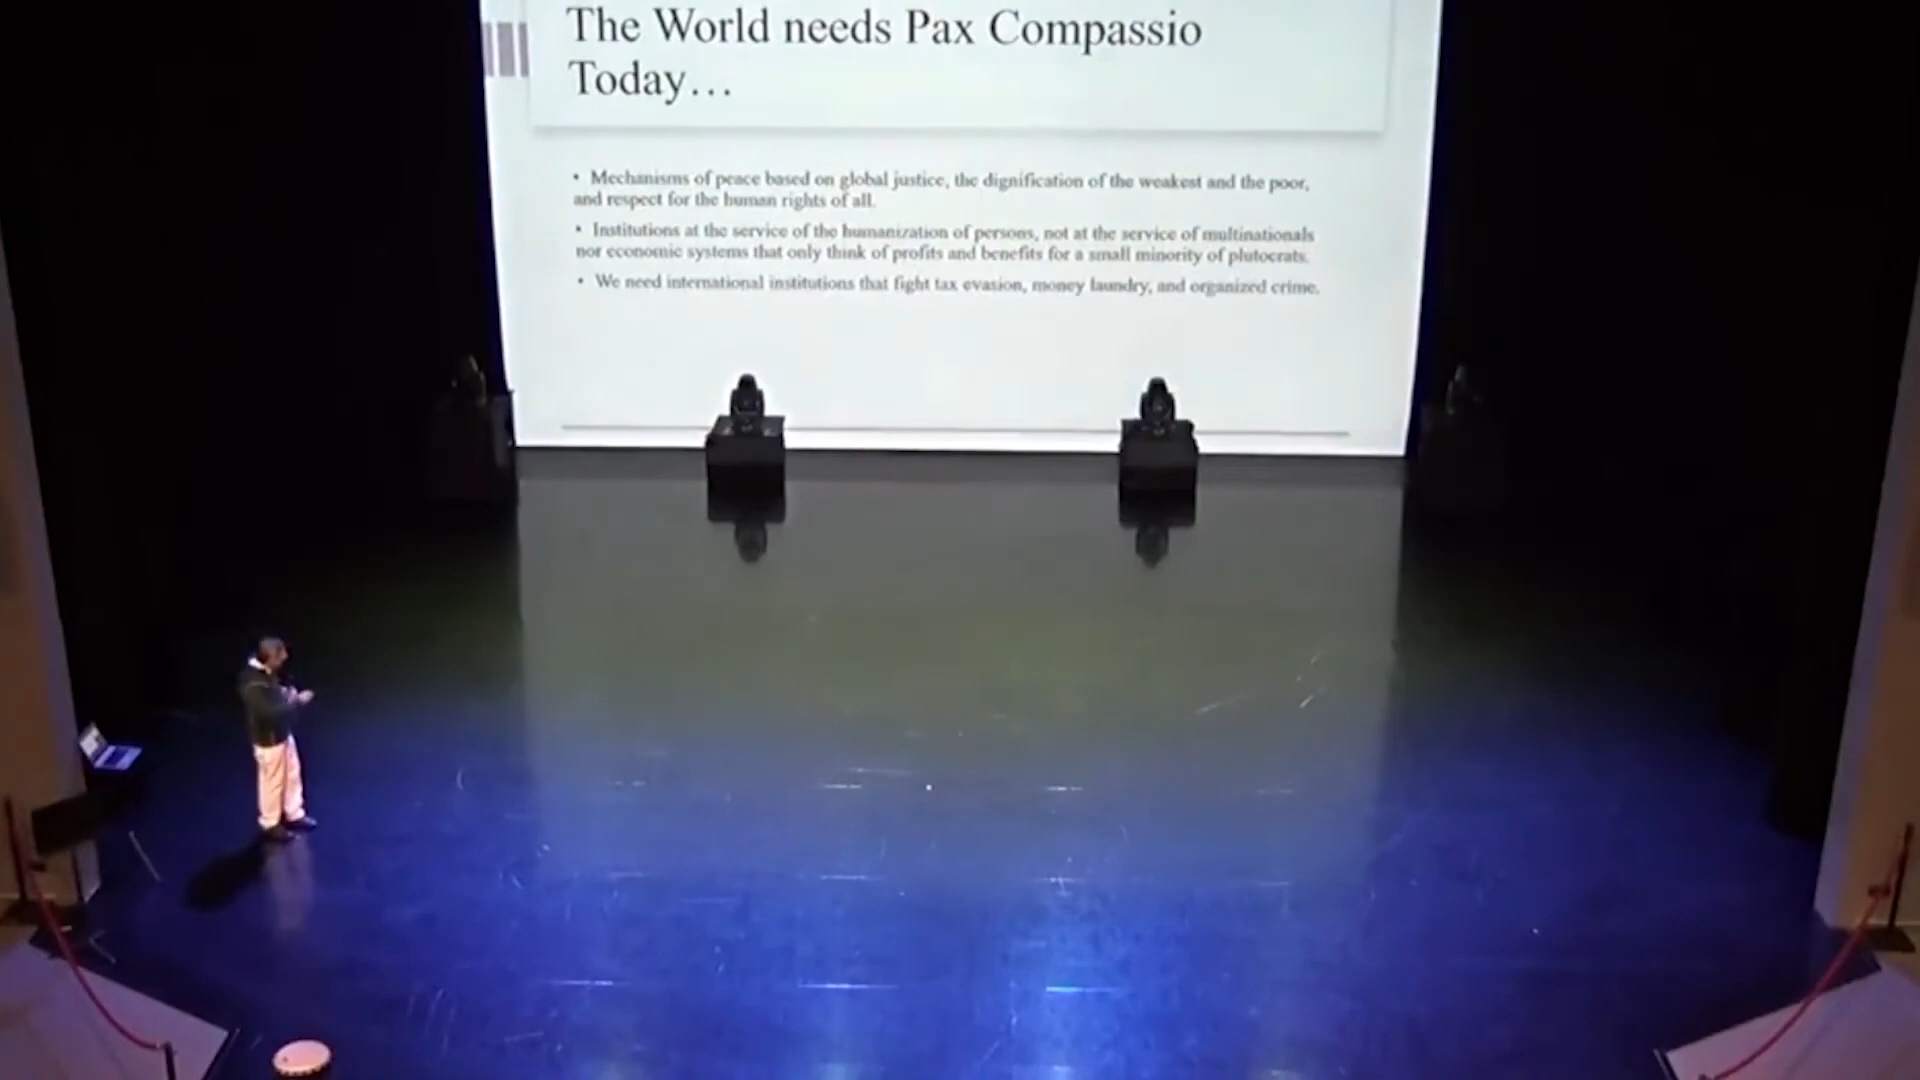 The World needs Pax Compassio
Today...
• Mechanisms of peace based on global justice, the dignification of the weakest and the poor,
and respect for the human rights of all.
• Institutions at the service of the humanization of persons, not at the service of multinationals
nor economic systems that only think of profits and benefits for a small minority of plutocrats.
• We need international institutions that fight tax evasion, money laundry, and organized crime.